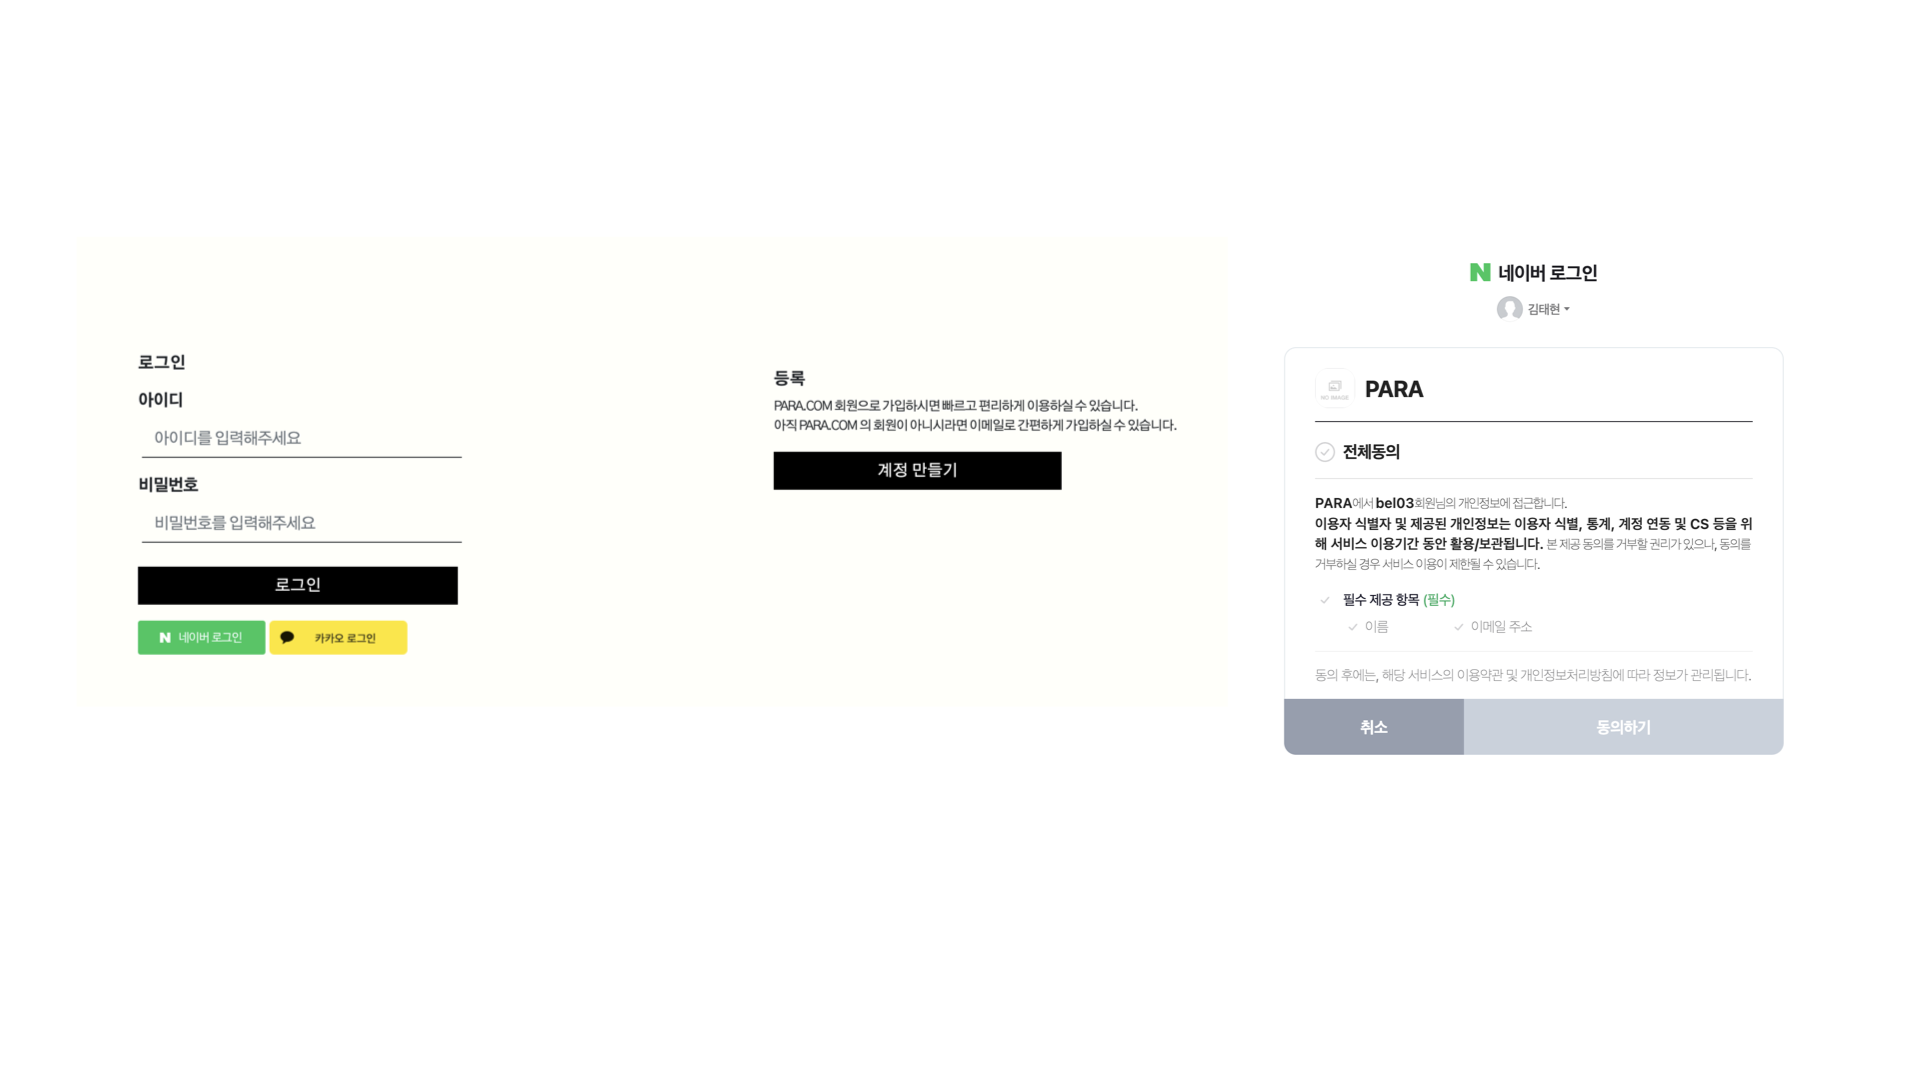 로그인
아이디
아이디를 입력해주세요
비밀번호
비밀번호를 입력해주세요
로그인
N 네이버 로그인
카카오 로그인
등록
PARA.COM 회원으로 가입하시면 빠르고 편리하게 이용하실 수 있습니다.
아직 PARA.COM 의 회원이 아니시라면 이메일로 간편하게 가입하실 수 있습니다.
계정 만들기
N 네이버 로그인
김태현
NO IMAGE
PARA
전체동의
PARA에서 bel03회원님의 개인정보에 접근합니다.
이용자 식별자 및 제공된 개인정보는 이용자 식별, 통계, 계정 연동 및 CS 등을 위
해 서비스 이용기간 동안 활용/보관됩니다. 본 제공 동의를 거부할 권리가 있으나, 동의를
거부하실 경우 서비스 이용이 제한될 수 있습니다.
필수 제공 항목 (필수)
이름
이메일 주소
동의 후에는, 해당 서비스의 이용약관 및 개인정보처리방침에 따라 정보가 관리됩니다.
취소
동의하기